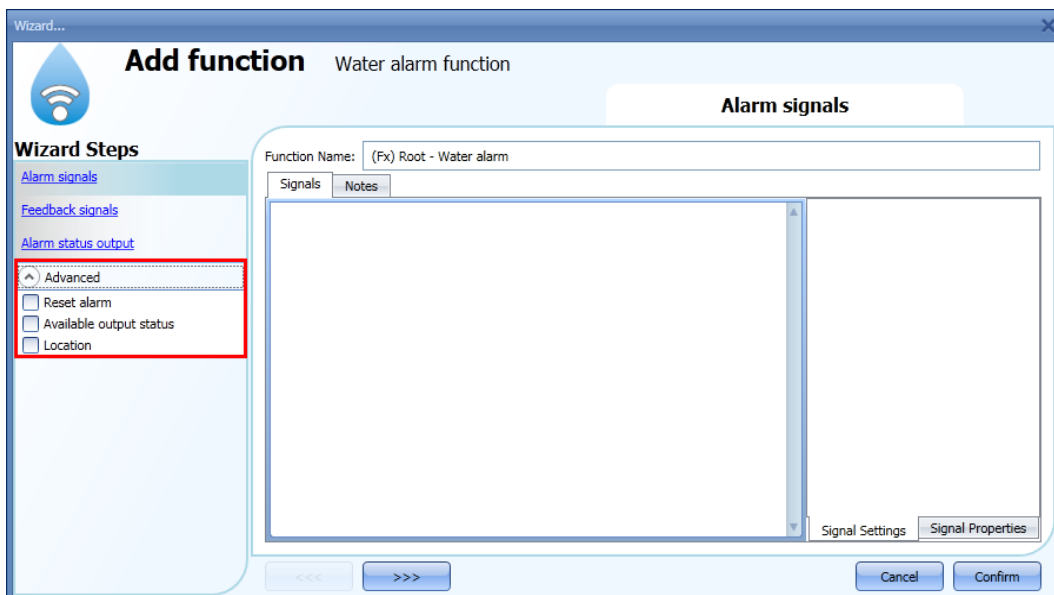 Wizard...
Add function Water alarm function
Alarm signals
Wizard Steps
Alarm signals
Feedback signals
Alarm status output
Advanced
Reset alarm
Available output status
Location
Function Name: (Fx) Root - Water alarm
Signals Notes
Signal Settings Signal Properties
<<< >>> Cancel Confirm